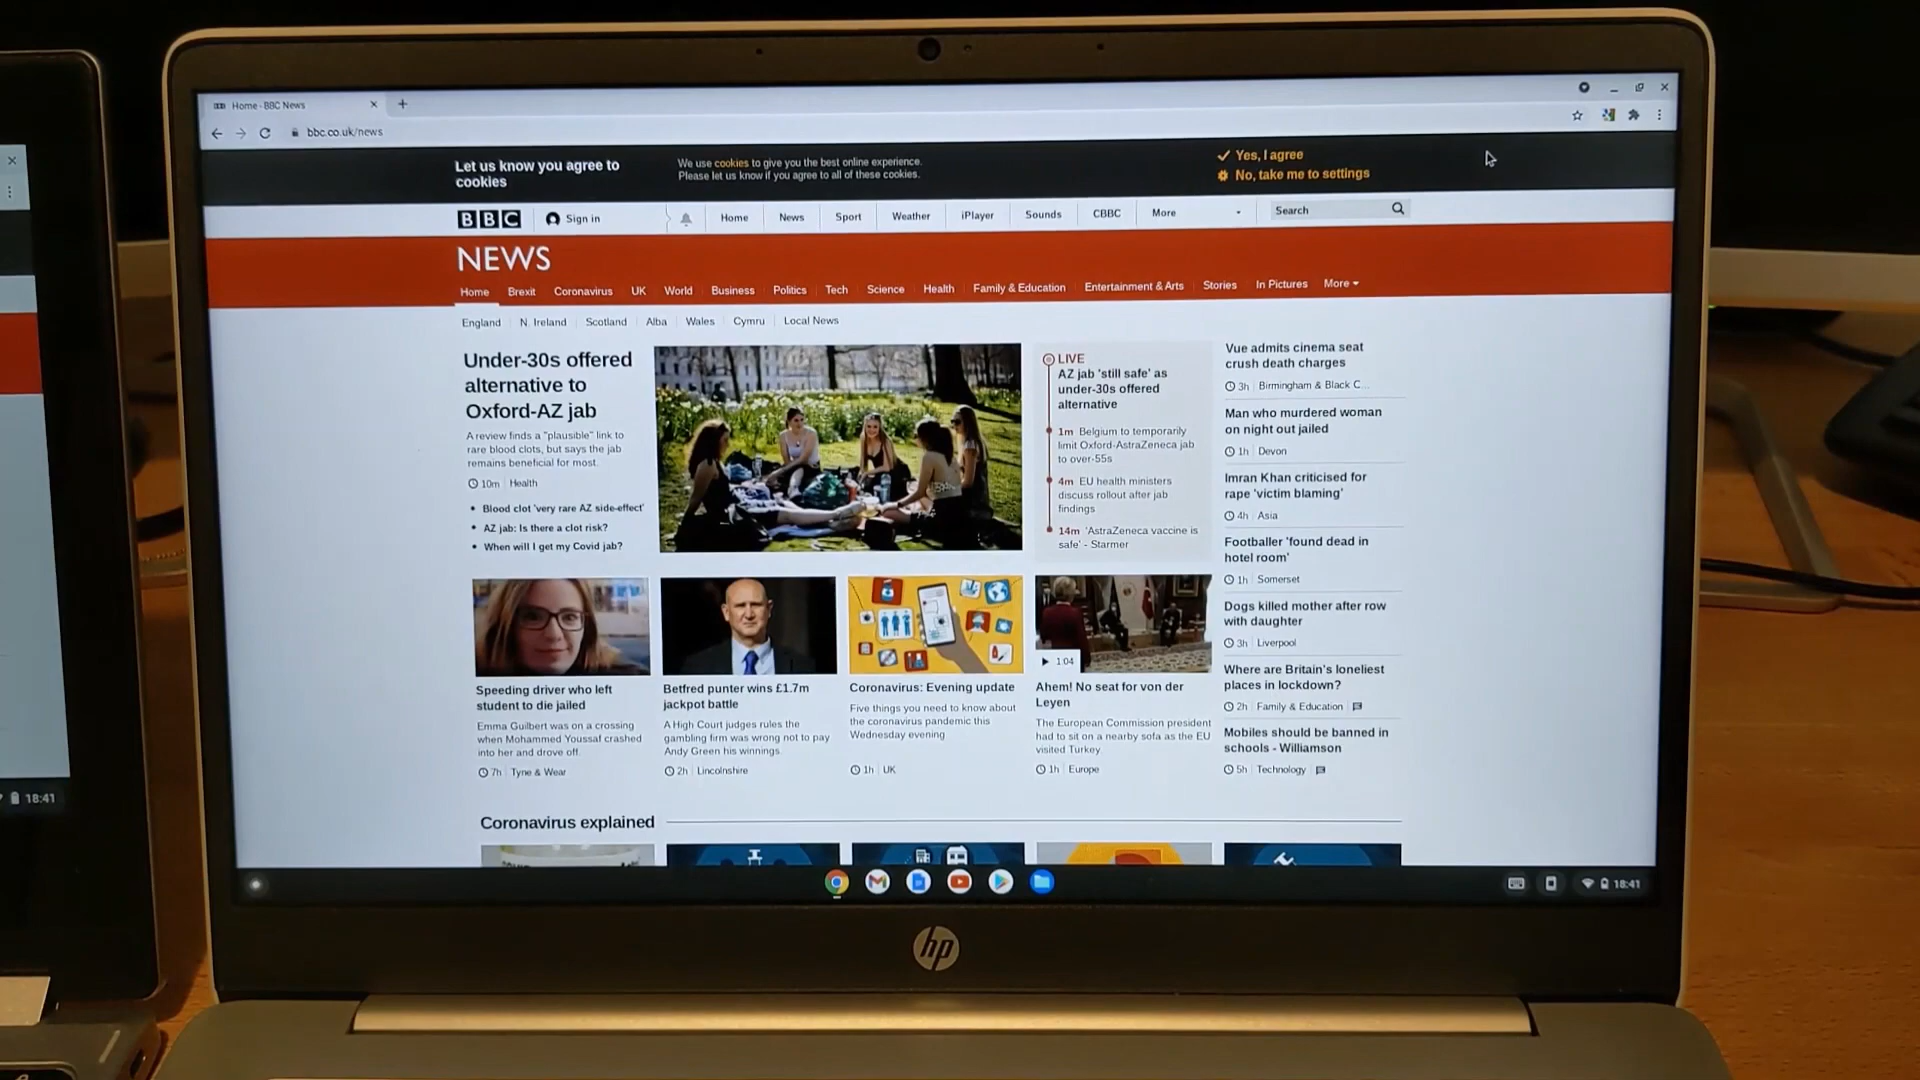 Home - BBC News
bbc.co.uk/news
Let us know you agree to
cookies
We use cookies to give you the best online experience.
Please let us know if you agree to all of these cookies.
Yes, I agree
No, take me to settings
BBC
Sign in
Home
News
Sport
Weather
iPlayer
Sounds
CBBC
More
Search
NEWS
Home
Brexit
Coronavirus
UK
World
Business
Politics
Tech
Science
Health
Family & Education
Entertainment & Arts
Stories
In Pictures
More
England
N. Ireland
Scotland
Alba
Wales
Cymru
Local News
Under-30s offered
alternative to
Oxford-AZ jab
A review finds a "plausible" link to
rare blood clots, but says the jab
remains beneficial for most.
10m Health
Blood clot 'very rare AZ side-effect'
AZ jab: Is there a clot risk?
When will I get my Covid jab?
LIVE
AZ jab 'still safe' as
under-30s offered
alternative
1m Belgium to temporarily
limit Oxford-AstraZeneca jab
to over-55s
4m EU health ministers
discuss rollout after jab
findings
14m 'AstraZeneca vaccine is
safe' - Starmer
Vue admits cinema seat
crush death charges
3h Birmingham & Black C...
Man who murdered woman
on night out jailed
1h Devon
Imran Khan criticised for
rape 'victim blaming'
4h Asia
Footballer 'found dead in
hotel room'
1h Somerset
Dogs killed mother after row
with daughter
3h Liverpool
Where are Britain's loneliest
places in lockdown?
2h Family & Education
Mobiles should be banned in
schools - Williamson
5h Technology
Speeding driver who left
student to die jailed
Emma Guilbert was on a crossing
when Mohammed Youssaf crashed
into her and drove off.
7h Tyne & Wear
Betfred punter wins £1.7m
jackpot battle
A High Court judges rules the
gambling firm was wrong not to pay
Andy Green his winnings.
2h Lincolnshire
Coronavirus: Evening update
Five things you need to know about
the coronavirus pandemic this
Wednesday evening
1h UK
1:04
Ahem! No seat for von der
Leyen
The European Commission president
had to sit on a nearby sofa as the EU
visited Turkey.
1h Europe
Coronavirus explained
18:41
18:41
hp